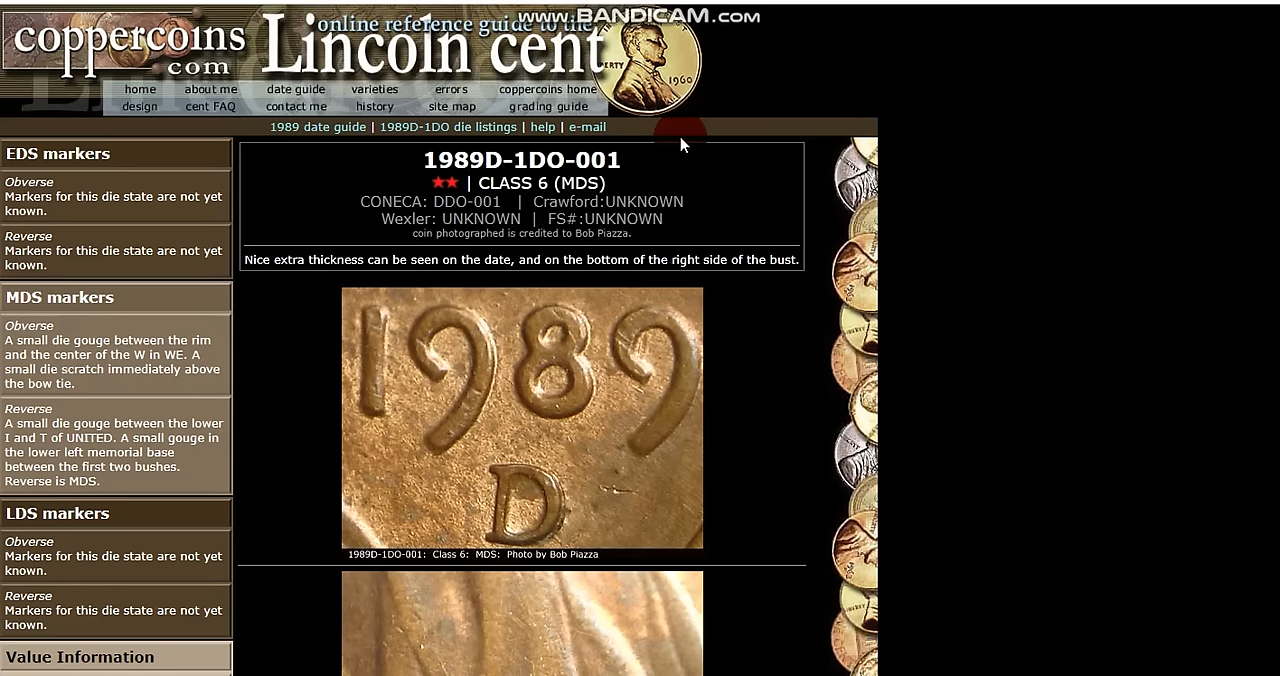 www.BANDICAM.com
coppercoins
.com
online reference guide to the
Lincoln cent
ERTY
1960
home about me date guide varieties errors coppercoins home
design cent FAQ contact me history site map grading guide
1989 date guide | 1989D-1DO die listings | help | e-mail
EDS markers
Obverse
Markers for this die state are not yet
known.
Reverse
Markers for this die state are not yet
known.
MDS markers
Obverse
A small die gouge between the rim
and the center of the W in WE. A
small die scratch immediately above
the bow tie.
Reverse
A small die gouge between the lower
I and T of UNITED. A small gouge in
the lower left memorial base
between the first two bushes.
Reverse is MDS.
LDS markers
Obverse
Markers for this die state are not yet
known.
Reverse
Markers for this die state are not yet
known.
Value Information
1989D-1DO-001
★★ | CLASS 6 (MDS)
CONECA: DDO-001 | Crawford:UNKNOWN
Wexler: UNKNOWN | FS#:UNKNOWN
coin photographed is credited to Bob Piazza.
Nice extra thickness can be seen on the date, and on the bottom of the right side of the bust.
1989
D
1989D-1DO-001: Class 6: MDS: Photo by Bob Piazza